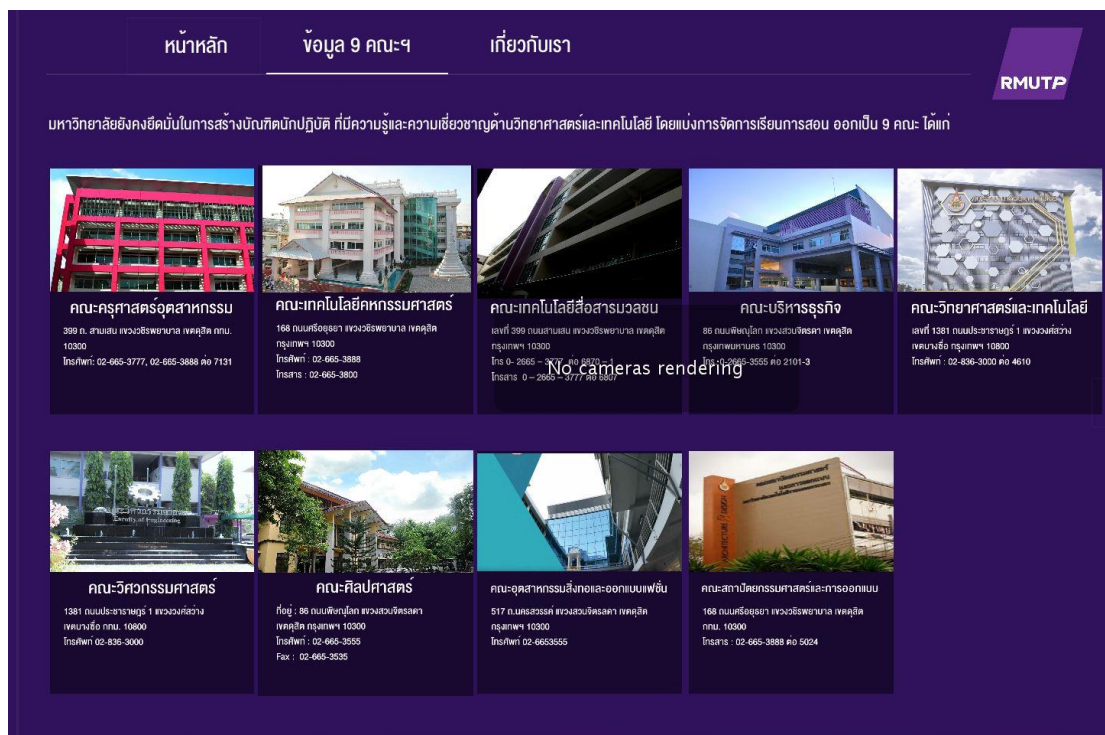 หน้าหลัก
ข้อมูล 9 คณะฯ
เกี่ยวกับเรา
RMUTP
มหาวิทยาลัยยังคงยึดมั่นในการสร้างบัณฑิตนักปฏิบัติ ที่มีความรู้และความเชี่ยวชาญด้านวิทยาศาสตร์และเทคโนโลยี โดยแบ่งการจัดการเรียนการสอน ออกเป็น 9 คณะ ได้แก่
คณะครุศาสตร์อุตสาหกรรม
399 ถ. สามเสน แขวงวชิรพยาบาล เขตดุสิต กทม.
10300
โทรศัพท์: 02-665-3777, 02-665-3888 ต่อ 7131
คณะเทคโนโลยีคหกรรมศาสตร์
168 ถนนศรีอยุธยา แขวงวชิรพยาบาล เขตดุสิต
กรุงเทพฯ 10300
โทรศัพท์ : 02-665-3888
โทรสาร : 02-665-3800
คณะเทคโนโลยีสื่อสารมวลชน
เลขที่ 399 ถนนสามเสน แขวงวชิรพยาบาล เขตดุสิต
กรุงเทพฯ 10300
โทร 0- 2665 – 3777 ต่อ 6870 – 1
โทรสาร 0 – 2665 – 3777 ต่อ 6807
No cameras rendering
คณะบริหารธุรกิจ
86 ถนนพิษณุโลก แขวงสวนจิตรลดา เขตดุสิต
กรุงเทพมหานคร 10300
โทร :0-2665-3555 ต่อ 2101-3
คณะวิทยาศาสตร์และเทคโนโลยี
เลขที่ 1381 ถนนประชาราษฎร์ 1 แขวงวงศ์สว่าง
เขตบางซื่อ กรุงเทพฯ 10800
โทรศัพท์ : 02-836-3000 ต่อ 4610
Faculty of Engineering
คณะวิศวกรรมศาสตร์
1381 ถนนประชาราษฎร์ 1 แขวงวงศ์สว่าง
เขตบางซื่อ กทม. 10800
โทรศัพท์ 02-836-3000
คณะศิลปศาสตร์
ที่อยู่ : 86 ถนนพิษณุโลก แขวงสวนจิตรลดา
เขตดุสิต กรุงเทพฯ 10300
โทรศัพท์ : 02-665-3555
Fax : 02-665-3535
คณะอุตสาหกรรมสิ่งทอและออกแบบแฟชั่น
517 ถ.นครสวรรค์ แขวงสวนจิตรลดา เขตดุสิต
กรุงเทพฯ 10300
โทรศัพท์ 02-6653555
ARCHITECTURE & DESIGN
คณะสถาปัตยกรรมศาสตร์และการออกแบบ
168 ถนนศรีอยุธยา แขวงวชิรพยาบาล เขตดุสิต
กทม. 10300
โทรสาร : 02-665-3888 ต่อ 5024